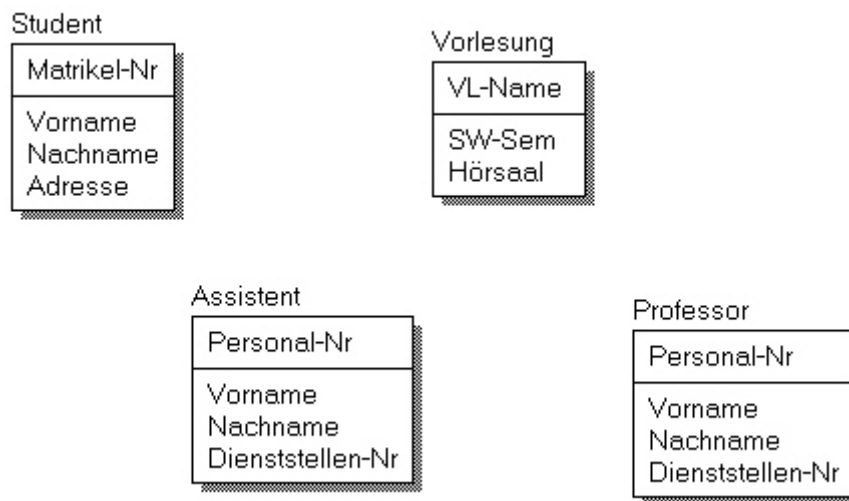 Student
Matrikel-Nr
Vorname
Nachname
Adresse
Vorlesung
VL-Name
SW-Sem
Hörsaal
Assistent
Personal-Nr
Vorname
Nachname
Dienststellen-Nr
Professor
Personal-Nr
Vorname
Nachname
Dienststellen-Nr